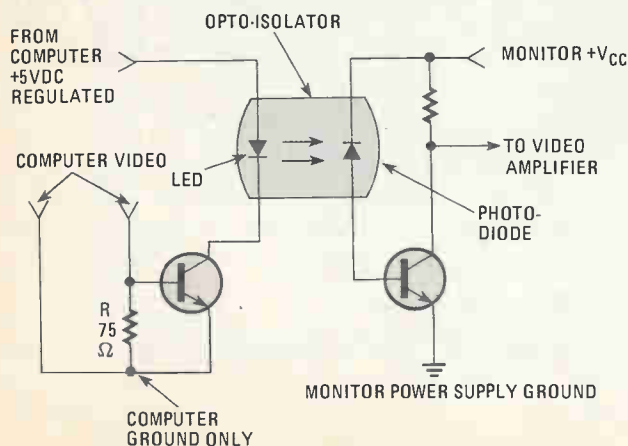 OPTO-ISOLATOR
FROM
COMPUTER
+5VDC
REGULATED
MONITOR +VCC
COMPUTER VIDEO
LED
TO VIDEO
AMPLIFIER
PHOTO-
DIODE
R
75
Ω
MONITOR POWER SUPPLY GROUND
COMPUTER
GROUND ONLY